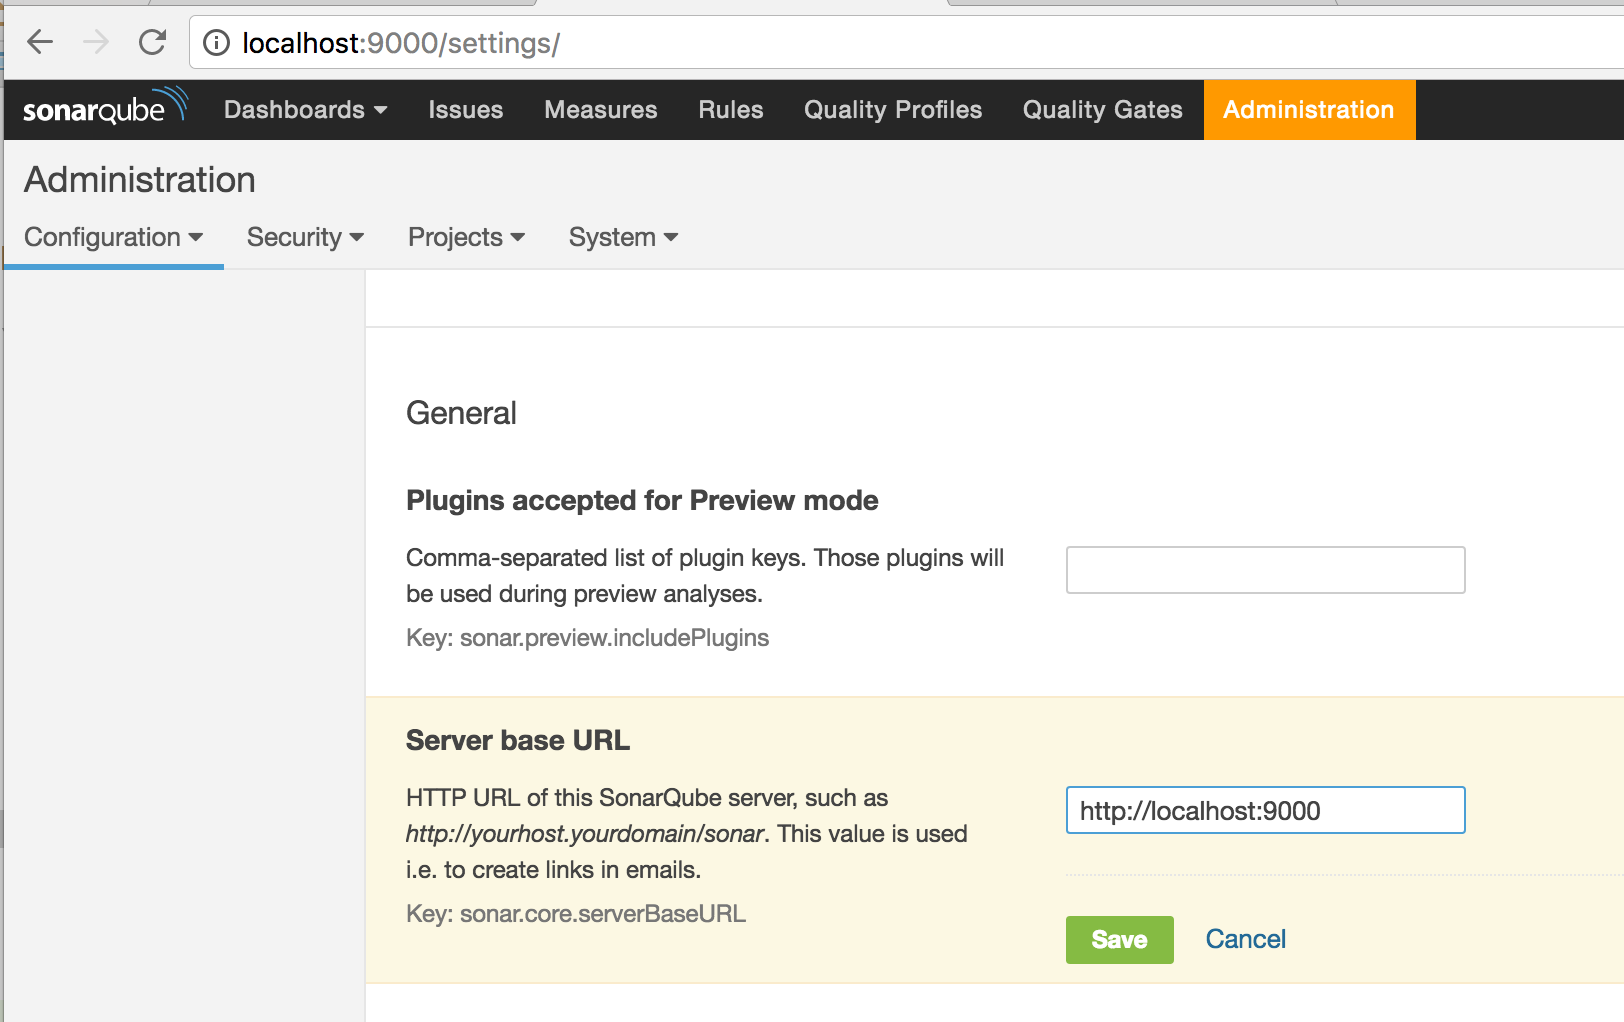 localhost:9000/settings/
sonarqube Dashboards Issues Measures Rules Quality Profiles Quality Gates Administration
Administration
Configuration Security Projects System
General
Plugins accepted for Preview mode
Comma-separated list of plugin keys. Those plugins will
be used during preview analyses.
Key: sonar.preview.includePlugins
Server base URL
HTTP URL of this SonarQube server, such as
http://yourhost.yourdomain/sonar. This value is used
i.e. to create links in emails.
Key: sonar.core.serverBaseURL
http://localhost:9000
Save Cancel